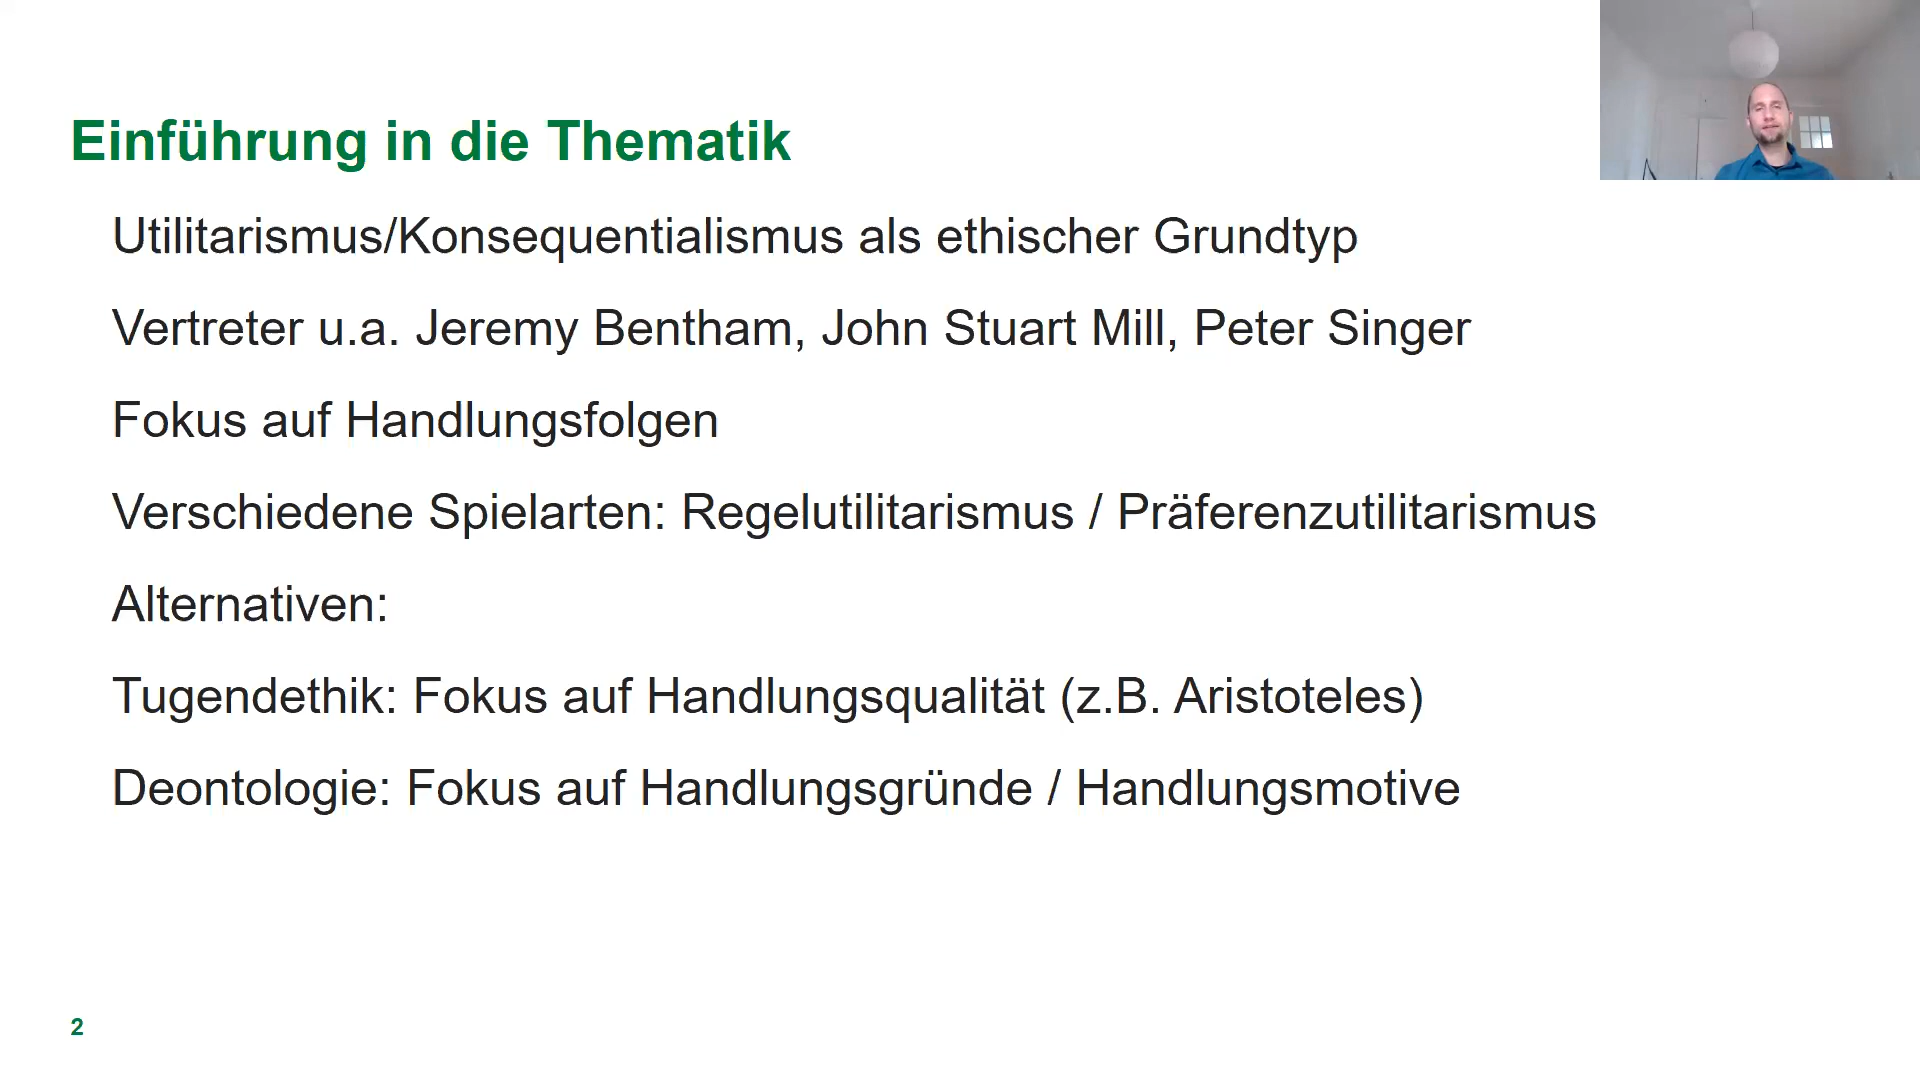 Einführung in die Thematik
Utilitarismus/Konsequentialismus als ethischer Grundtyp
Vertreter u.a. Jeremy Bentham, John Stuart Mill, Peter Singer
Fokus auf Handlungsfolgen
Verschiedene Spielarten: Regelutilitarismus / Präferenzutilitarismus
Alternativen:
Tugendethik: Fokus auf Handlungsqualität (z.B. Aristoteles)
Deontologie: Fokus auf Handlungsgründe / Handlungsmotive
2